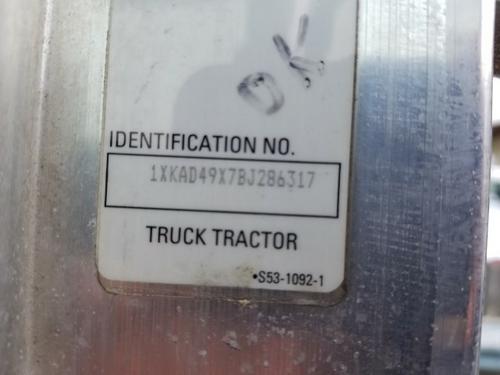 OK
IDENTIFICATION NO.
1XKAD49X7BJ286317
TRUCK TRACTOR
•S53-1092-1